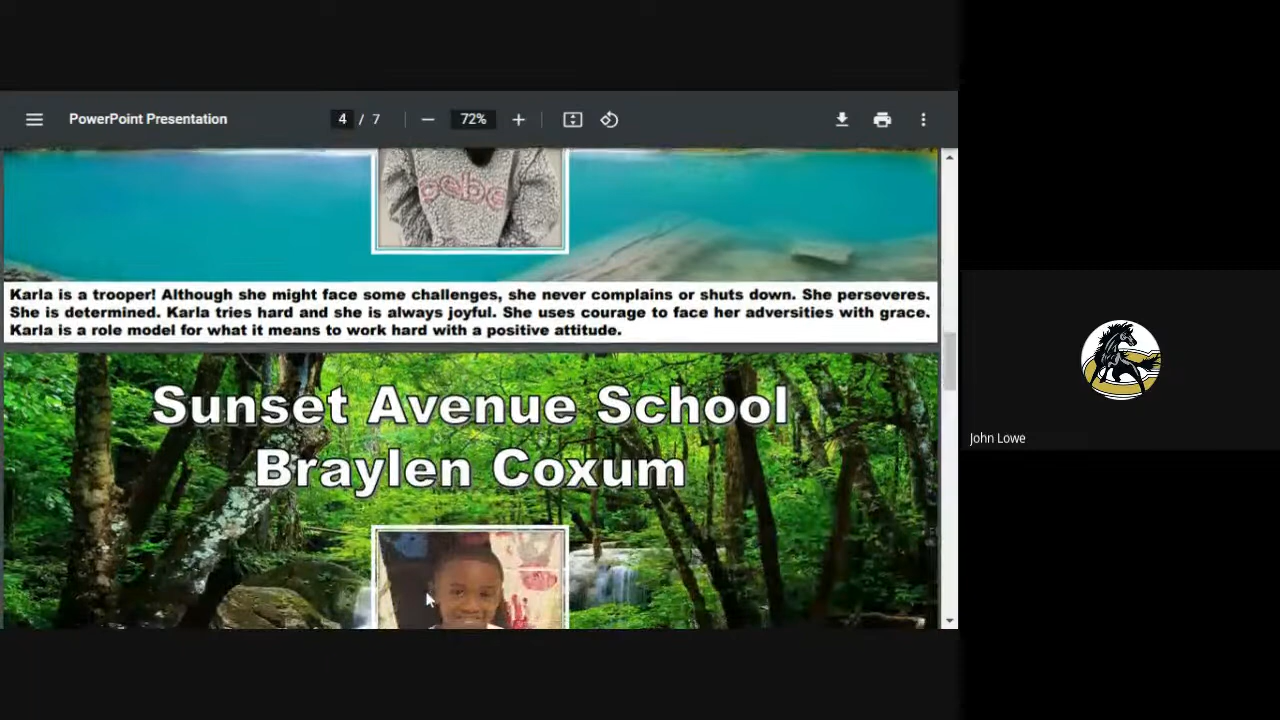 PowerPoint Presentation
4 / 7
72%
bebe
Karla is a trooper! Although she might face some challenges, she never complains or shuts down. She perseveres.
She is determined. Karla tries hard and she is always joyful. She uses courage to face her adversities with grace.
Karla is a role model for what it means to work hard with a positive attitude.
Sunset Avenue School
Braylen Coxum
John Lowe